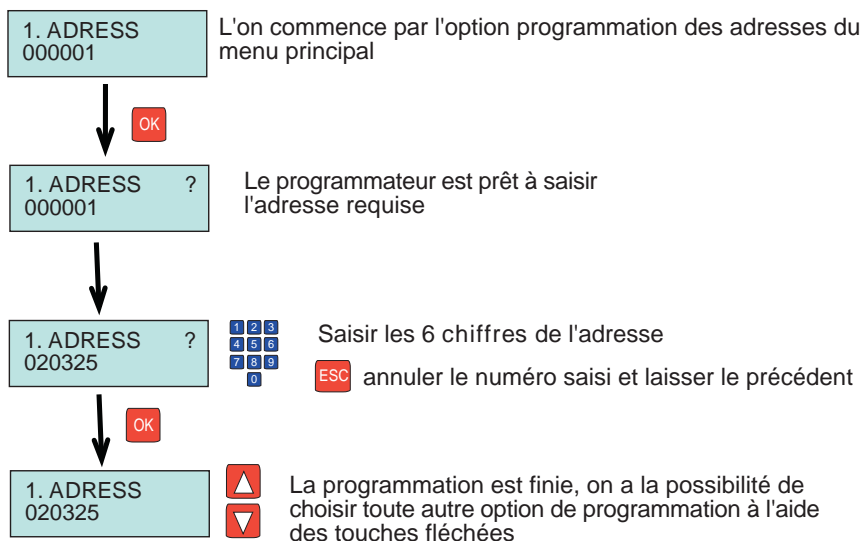 1. ADRESS
000001
L'on commence par l'option programmation des adresses du
menu principal
OK
1. ADRESS ?
000001
Le programmateur est prêt à saisir
l'adresse requise
1. ADRESS ?
020325
1 2 3
4 5 6
7 8 9
0
Saisir les 6 chiffres de l'adresse
ESC annuler le numéro saisi et laisser le précédent
OK
1. ADRESS
020325
La programmation est finie, on a la possibilité de
choisir toute autre option de programmation à l'aide
des touches fléchées